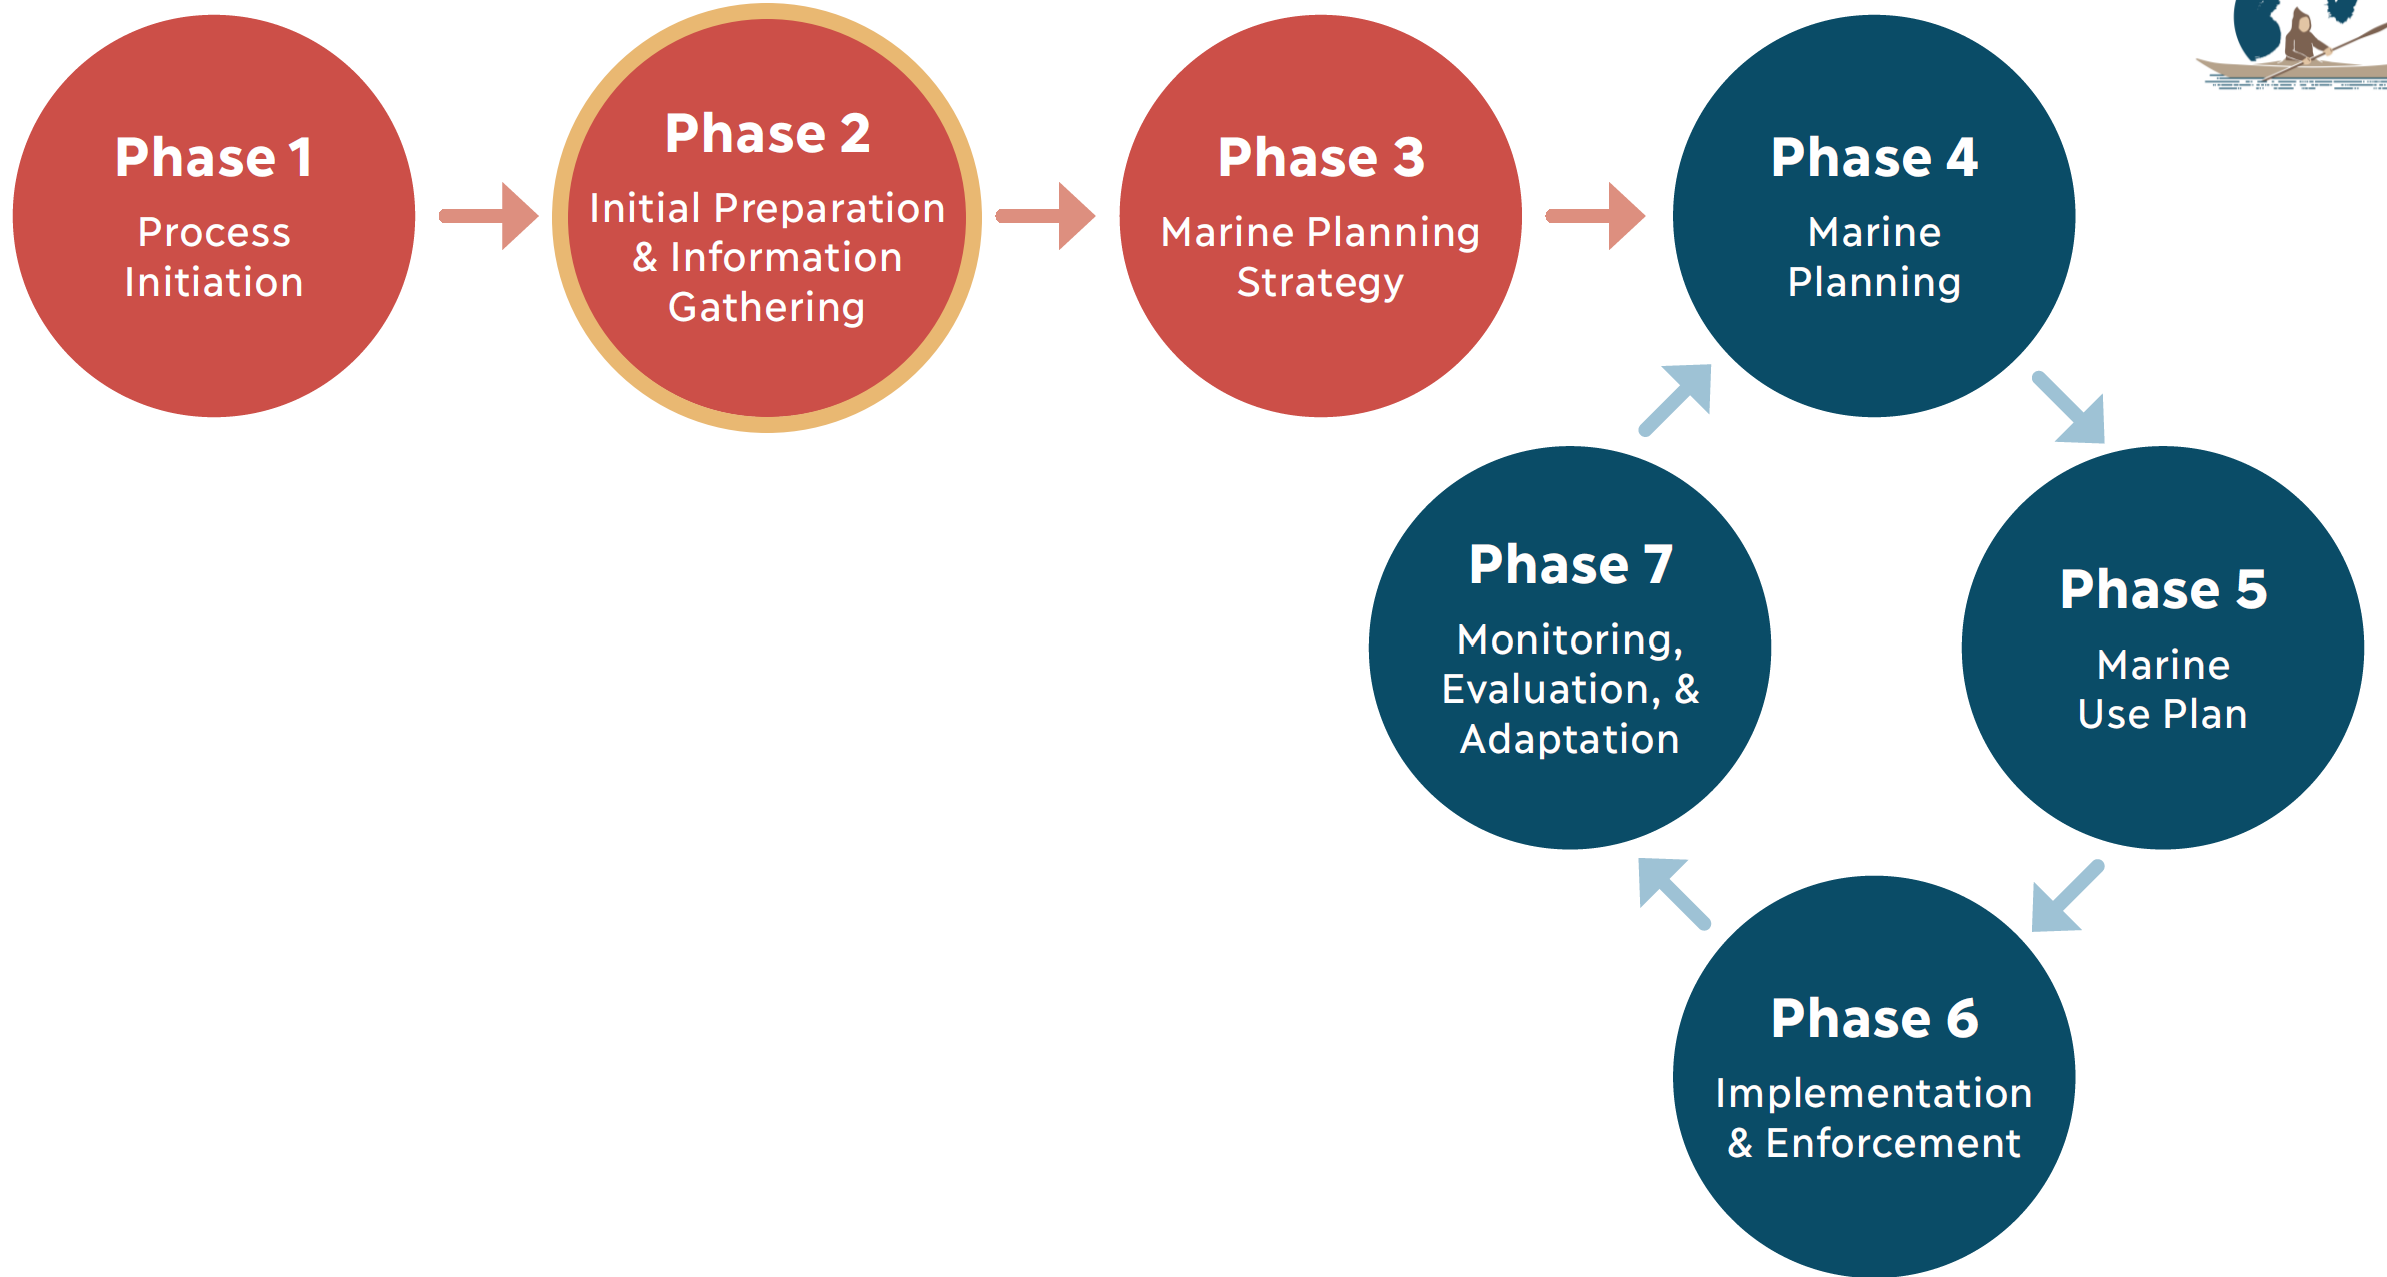 Phase 1
Process
Initiation
Phase 2
Initial Preparation
& Information
Gathering
Phase 3
Marine Planning
Strategy
Phase 4
Marine
Planning
Phase 5
Marine
Use Plan
Phase 6
Implementation
& Enforcement
Phase 7
Monitoring,
Evaluation, &
Adaptation